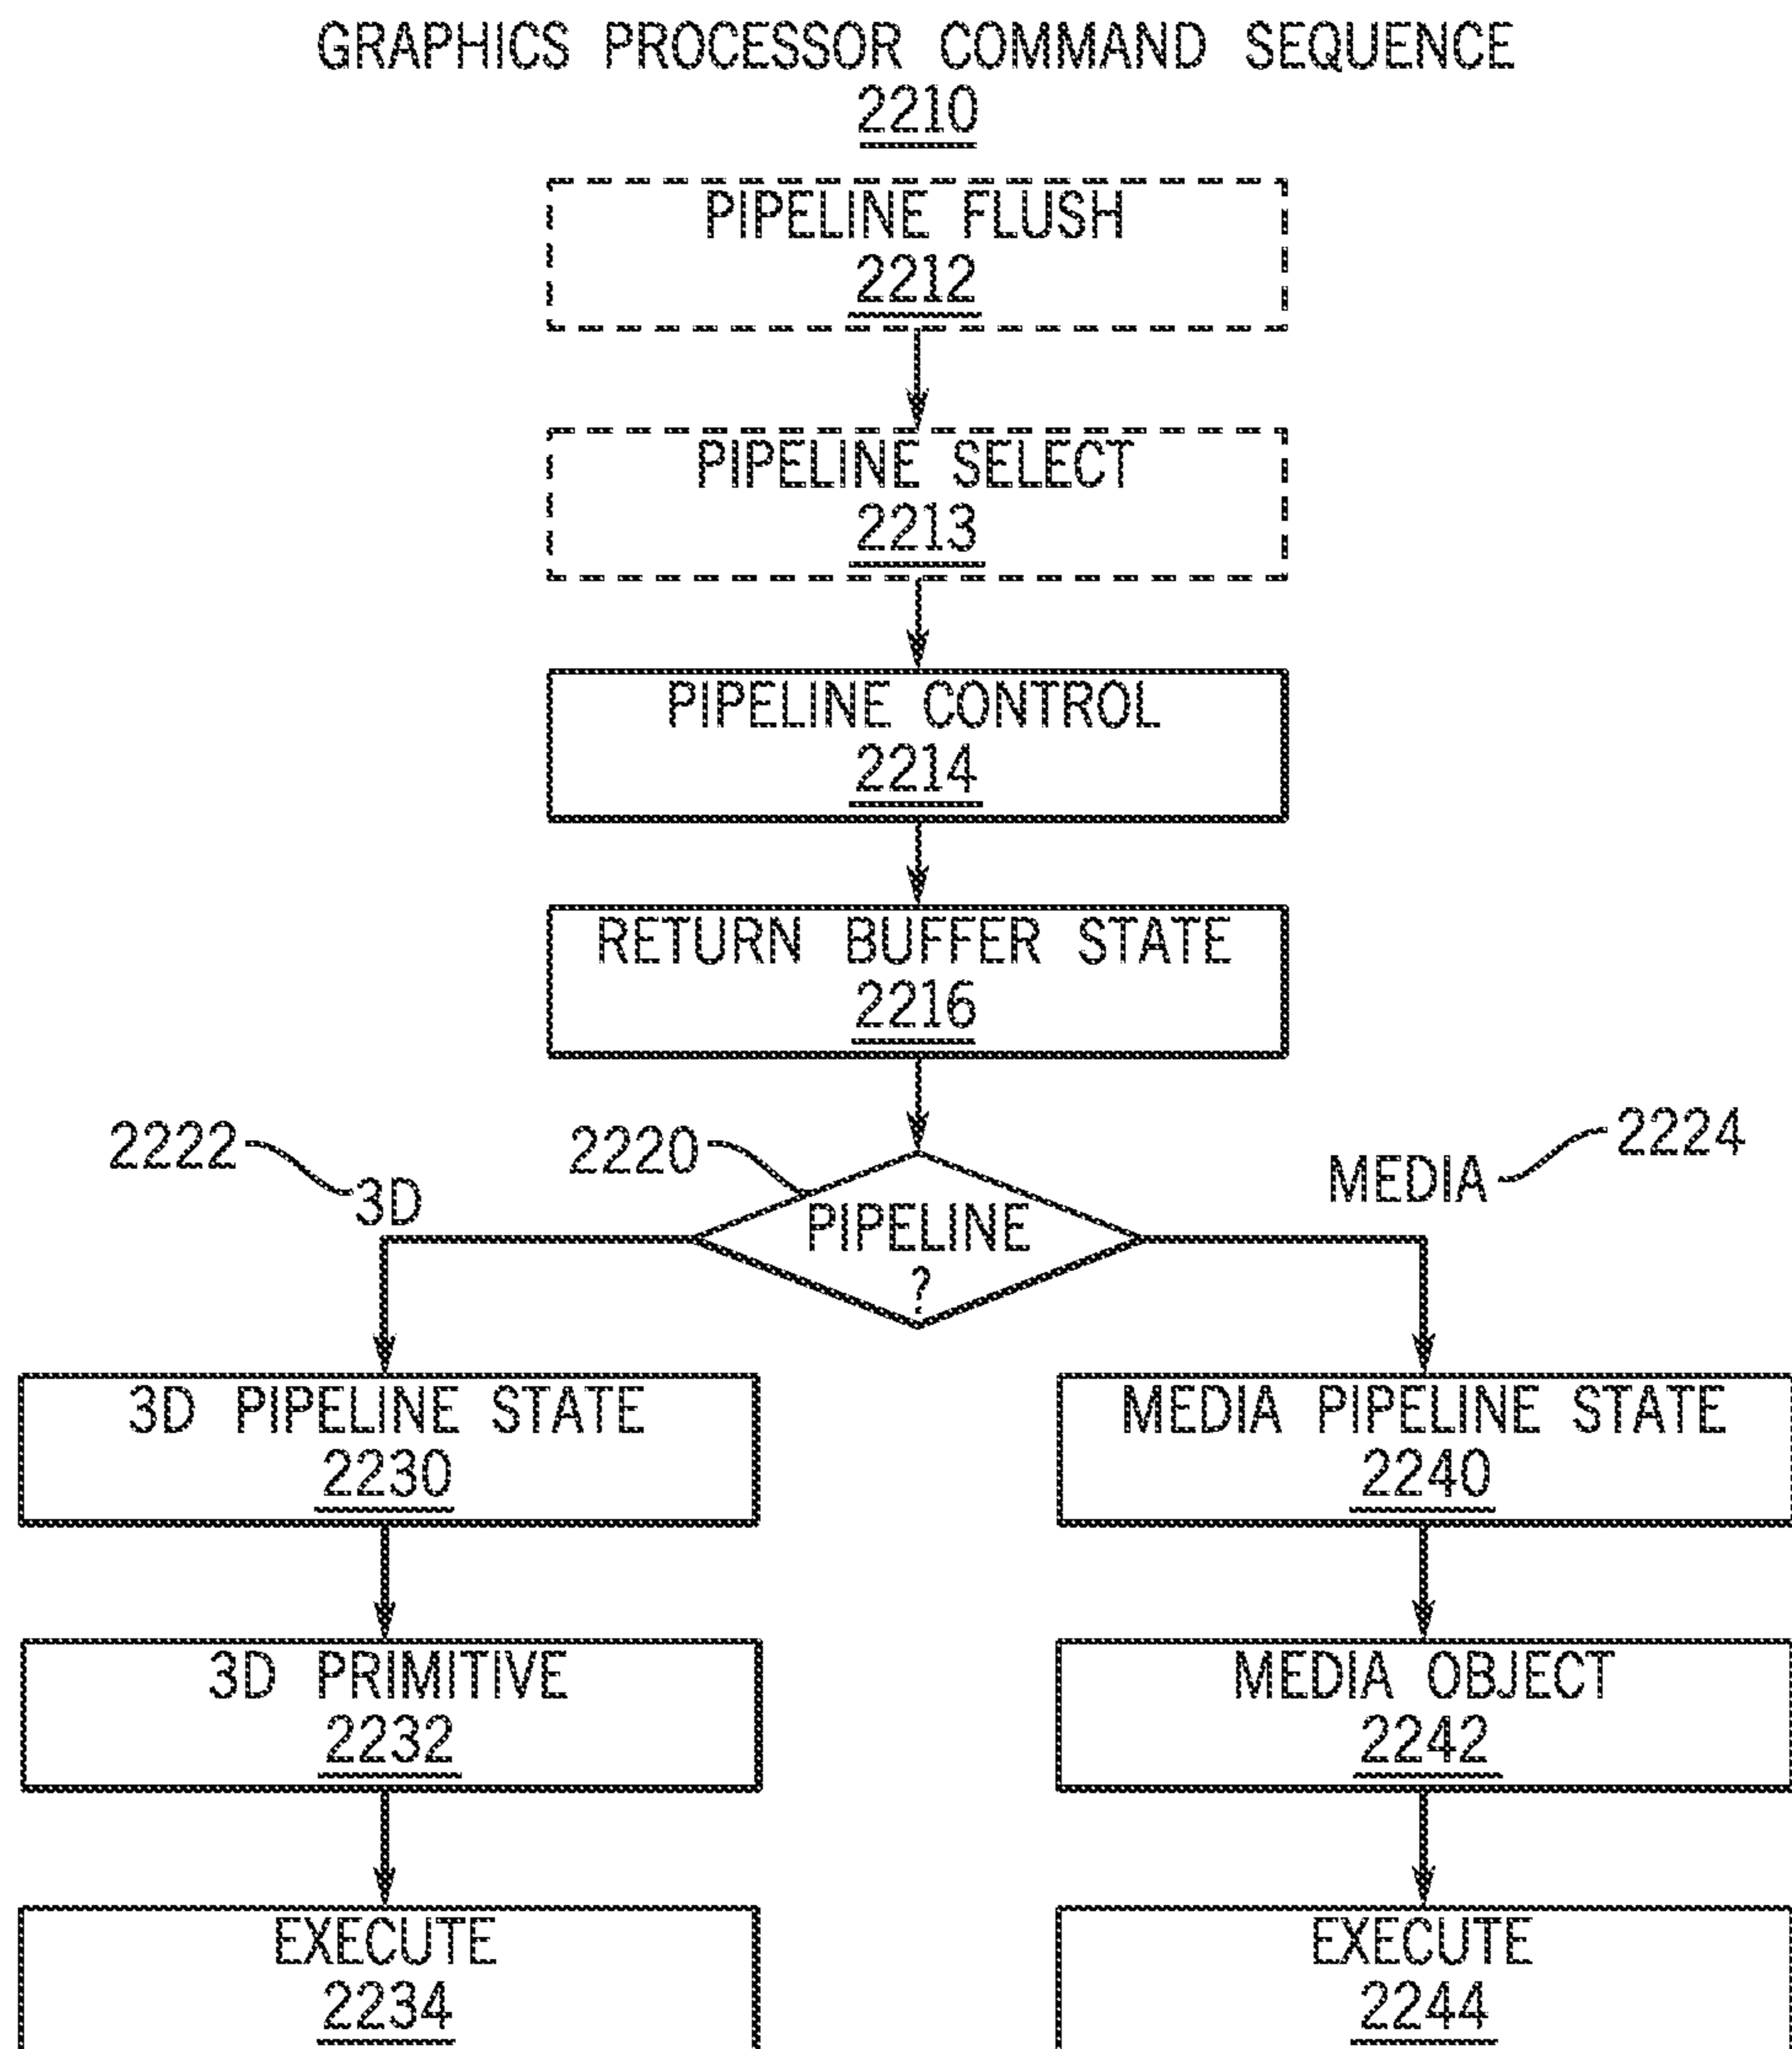 GRAPHICS PROCESSOR COMMAND SEQUENCE
2210
PIPELINE FLUSH
2212
PIPELINE SELECT
2213
PIPELINE CONTROL
2214
RETURN BUFFER STATE
2216
2222
3D
2220
PIPELINE
?
MEDIA
2224
3D PIPELINE STATE
2230
3D PRIMITIVE
2232
EXECUTE
2234
MEDIA PIPELINE STATE
2240
MEDIA OBJECT
2242
EXECUTE
2244